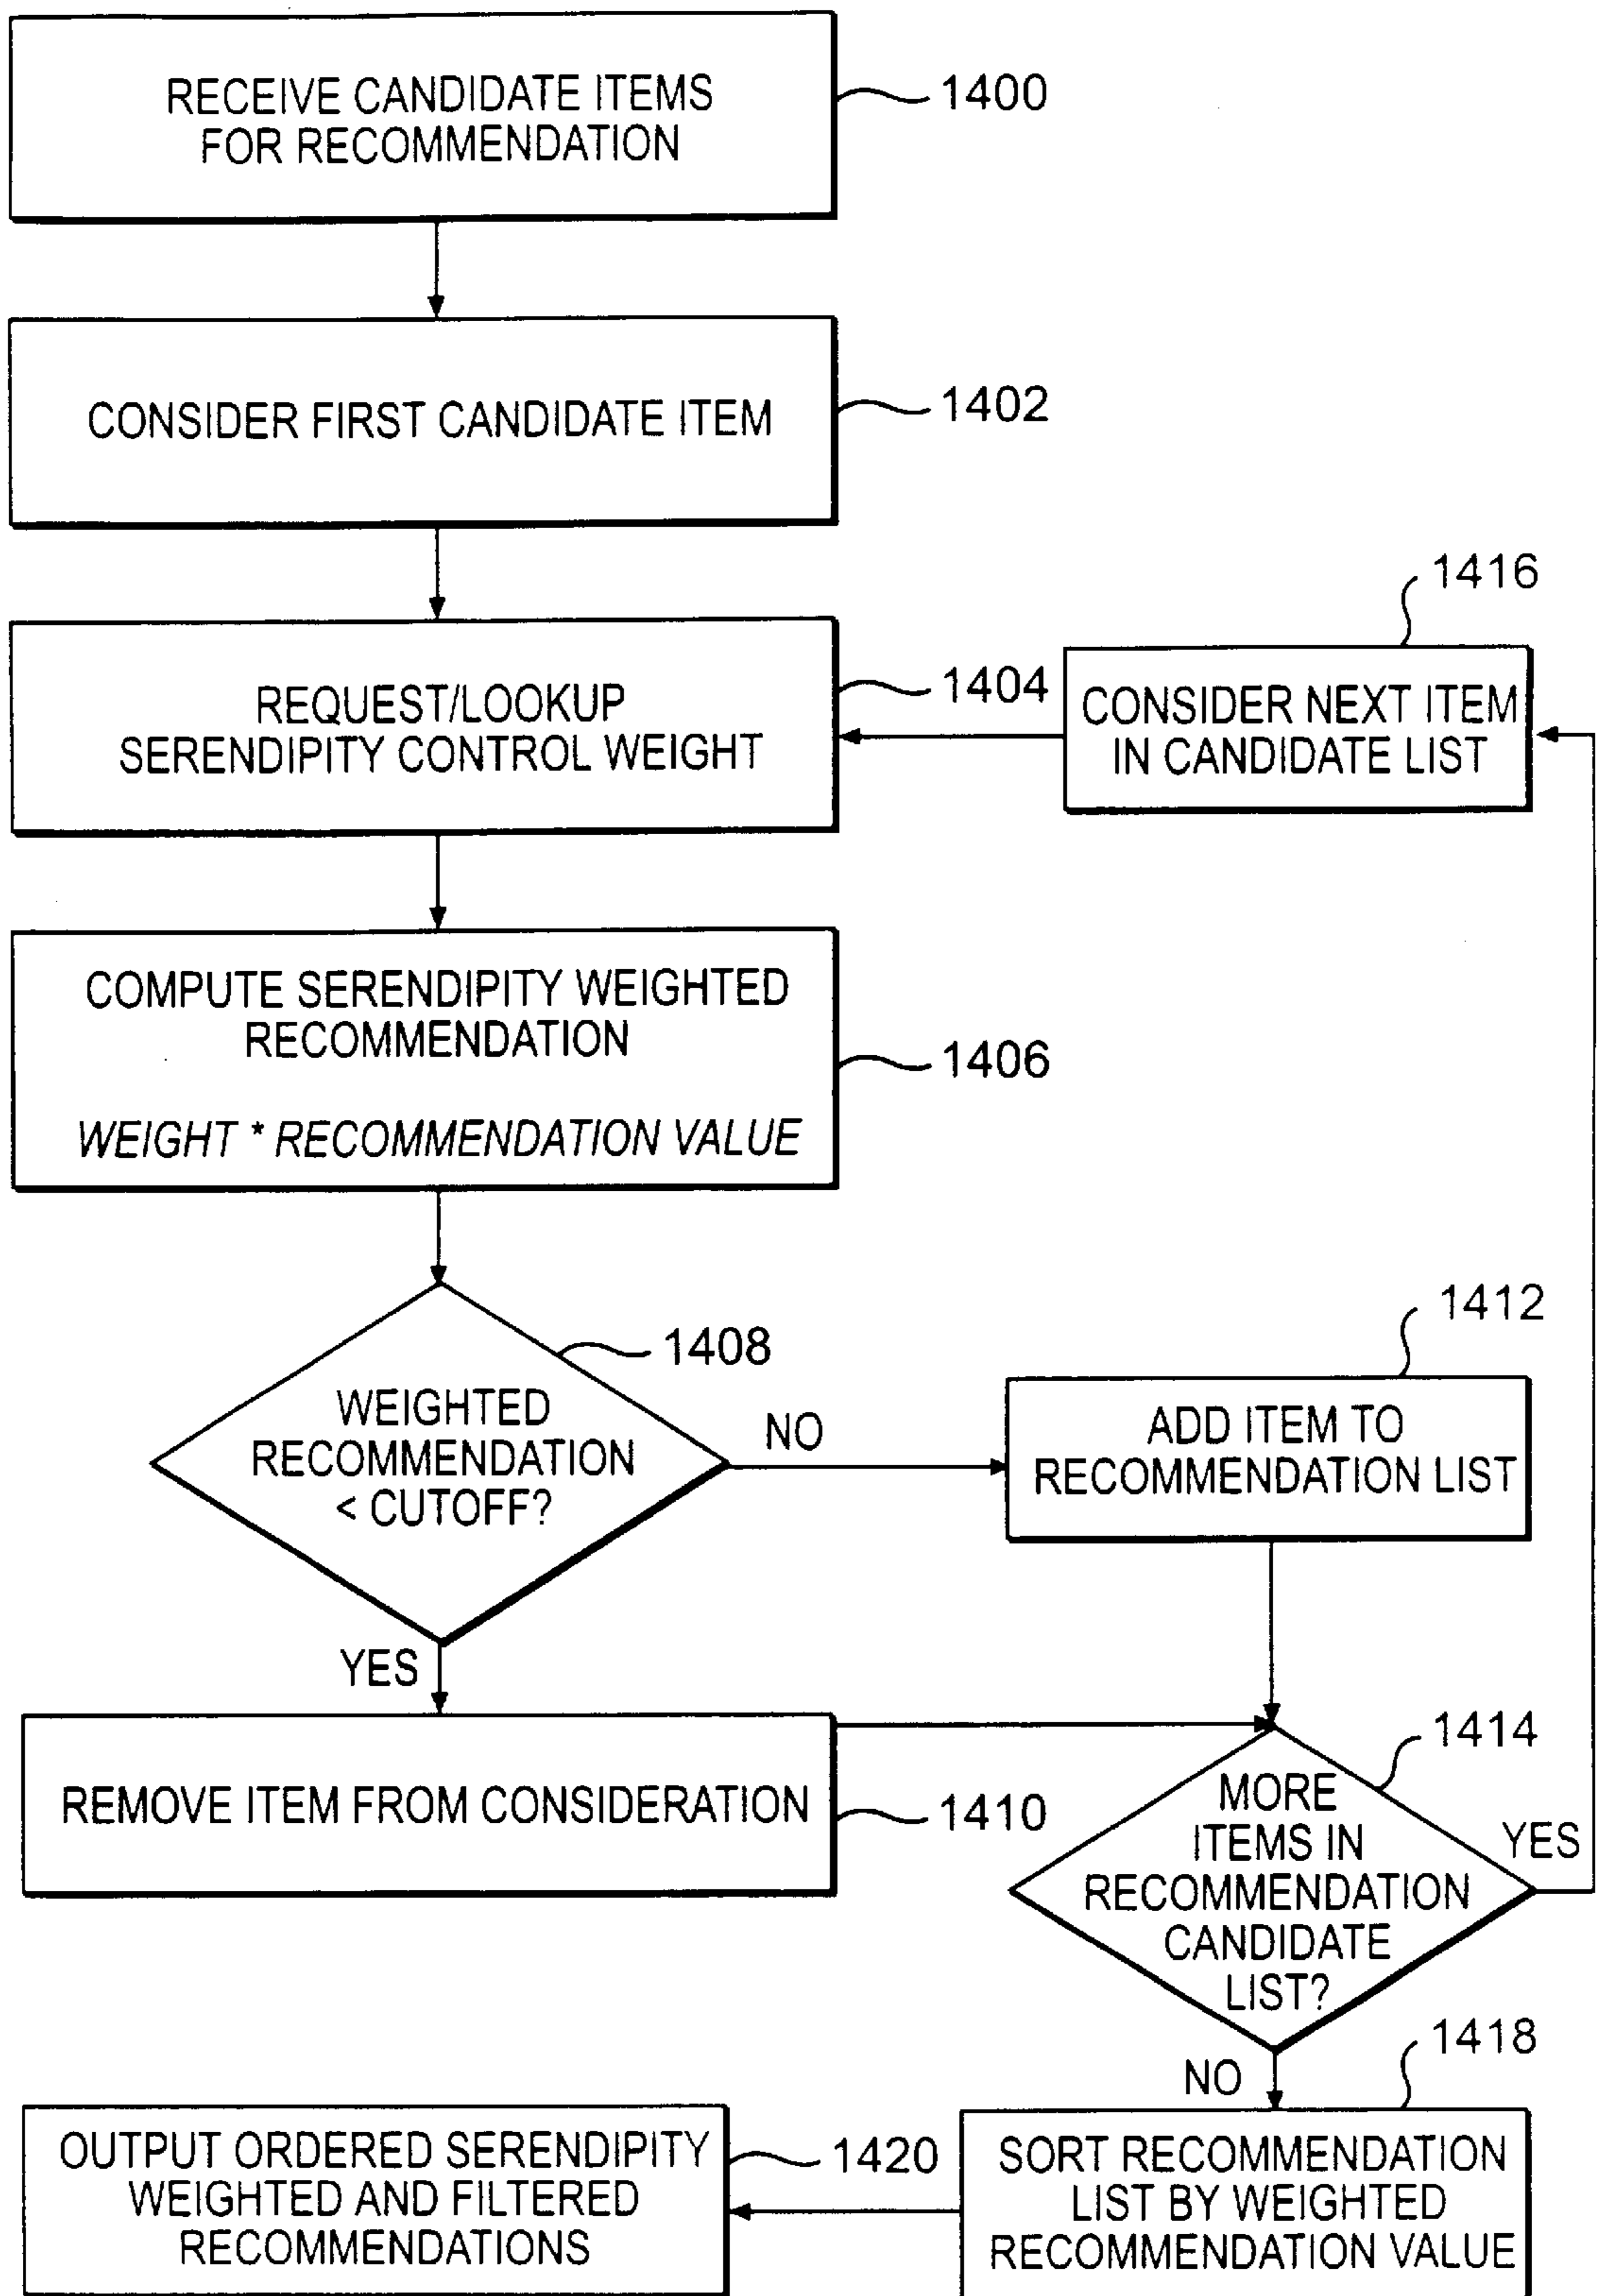 RECEIVE CANDIDATE ITEMS
FOR RECOMMENDATION
1400
CONSIDER FIRST CANDIDATE ITEM
1402
1416
REQUEST/LOOKUP
SERENDIPITY CONTROL WEIGHT
1404
CONSIDER NEXT ITEM
IN CANDIDATE LIST
COMPUTE SERENDIPITY WEIGHTED
RECOMMENDATION
WEIGHT * RECOMMENDATION VALUE
1406
1408
WEIGHTED
RECOMMENDATION
< CUTOFF?
NO
1412
ADD ITEM TO
RECOMMENDATION LIST
YES
REMOVE ITEM FROM CONSIDERATION
1410
1414
MORE
ITEMS IN
RECOMMENDATION
CANDIDATE
LIST?
YES
NO
1418
SORT RECOMMENDATION
LIST BY WEIGHTED
RECOMMENDATION VALUE
OUTPUT ORDERED SERENDIPITY
WEIGHTED AND FILTERED
RECOMMENDATIONS
1420